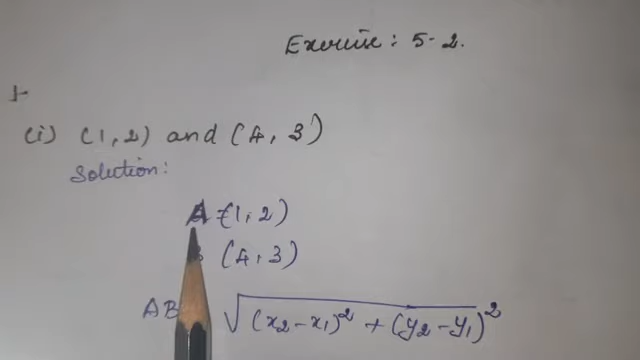 Exercise: 5-2.
1.
(i) (1, 2) and (4, 3)
Solution:
A (1, 2)
B (4, 3)
AB √(x₂-x₁)² + (y₂-y₁)²